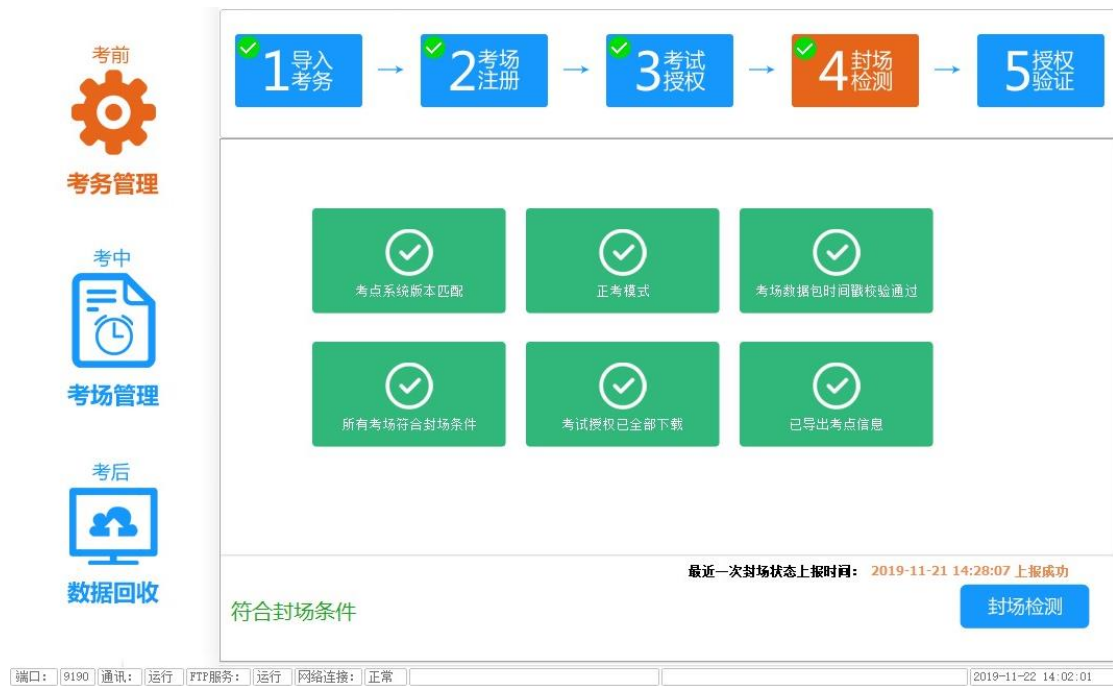 考前
考务管理
考中
考场管理
考后
数据回收
1 导入
考务
2 考场
注册
3 考试
授权
4 封场
检测
5 授权
验证
考点系统版本匹配
正考模式
考场数据包时间戳校验通过
所有考场符合封场条件
考试授权已全部下载
已导出考点信息
最近一次封场状态上报时间： 2019-11-21 14:28:07 上报成功
符合封场条件
封场检测
端口： 9190 通讯： 运行 FTP服务： 运行 网络连接： 正常 2019-11-22 14:02:01